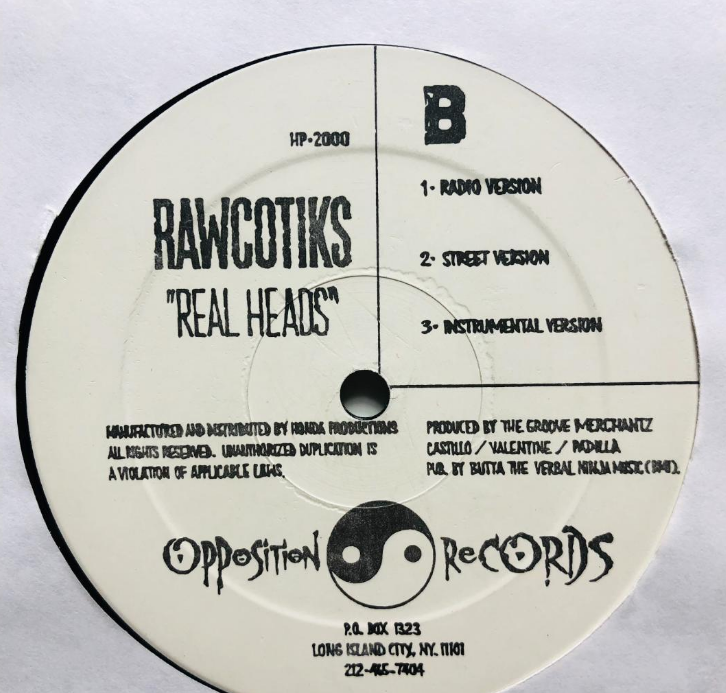 HP-2000
B
RAWCOTIKS
"REAL HEADS"
1• RADIO VERSION
2• STREET VERSION
3• INSTRUMENTAL VERSION
MANUFACTURED AND DISTRIBUTED BY HONDA PRODUCTIONS
ALL RIGHTS RESERVED. UNAUTHORIZED DUPLICATION IS
A VIOLATION OF APPLICABLE LAWS.
PRODUCED BY THE GROOVE MERCHANTZ
CASTILLO / VALENTINE / PADILLA
PUB. BY BUTTA THE VERBAL NINJA MUSIC (BMI).
OPPOSITION RECORDS
P.O. BOX 1323
LONG ISLAND CITY, NY. 11101
212-465-7404